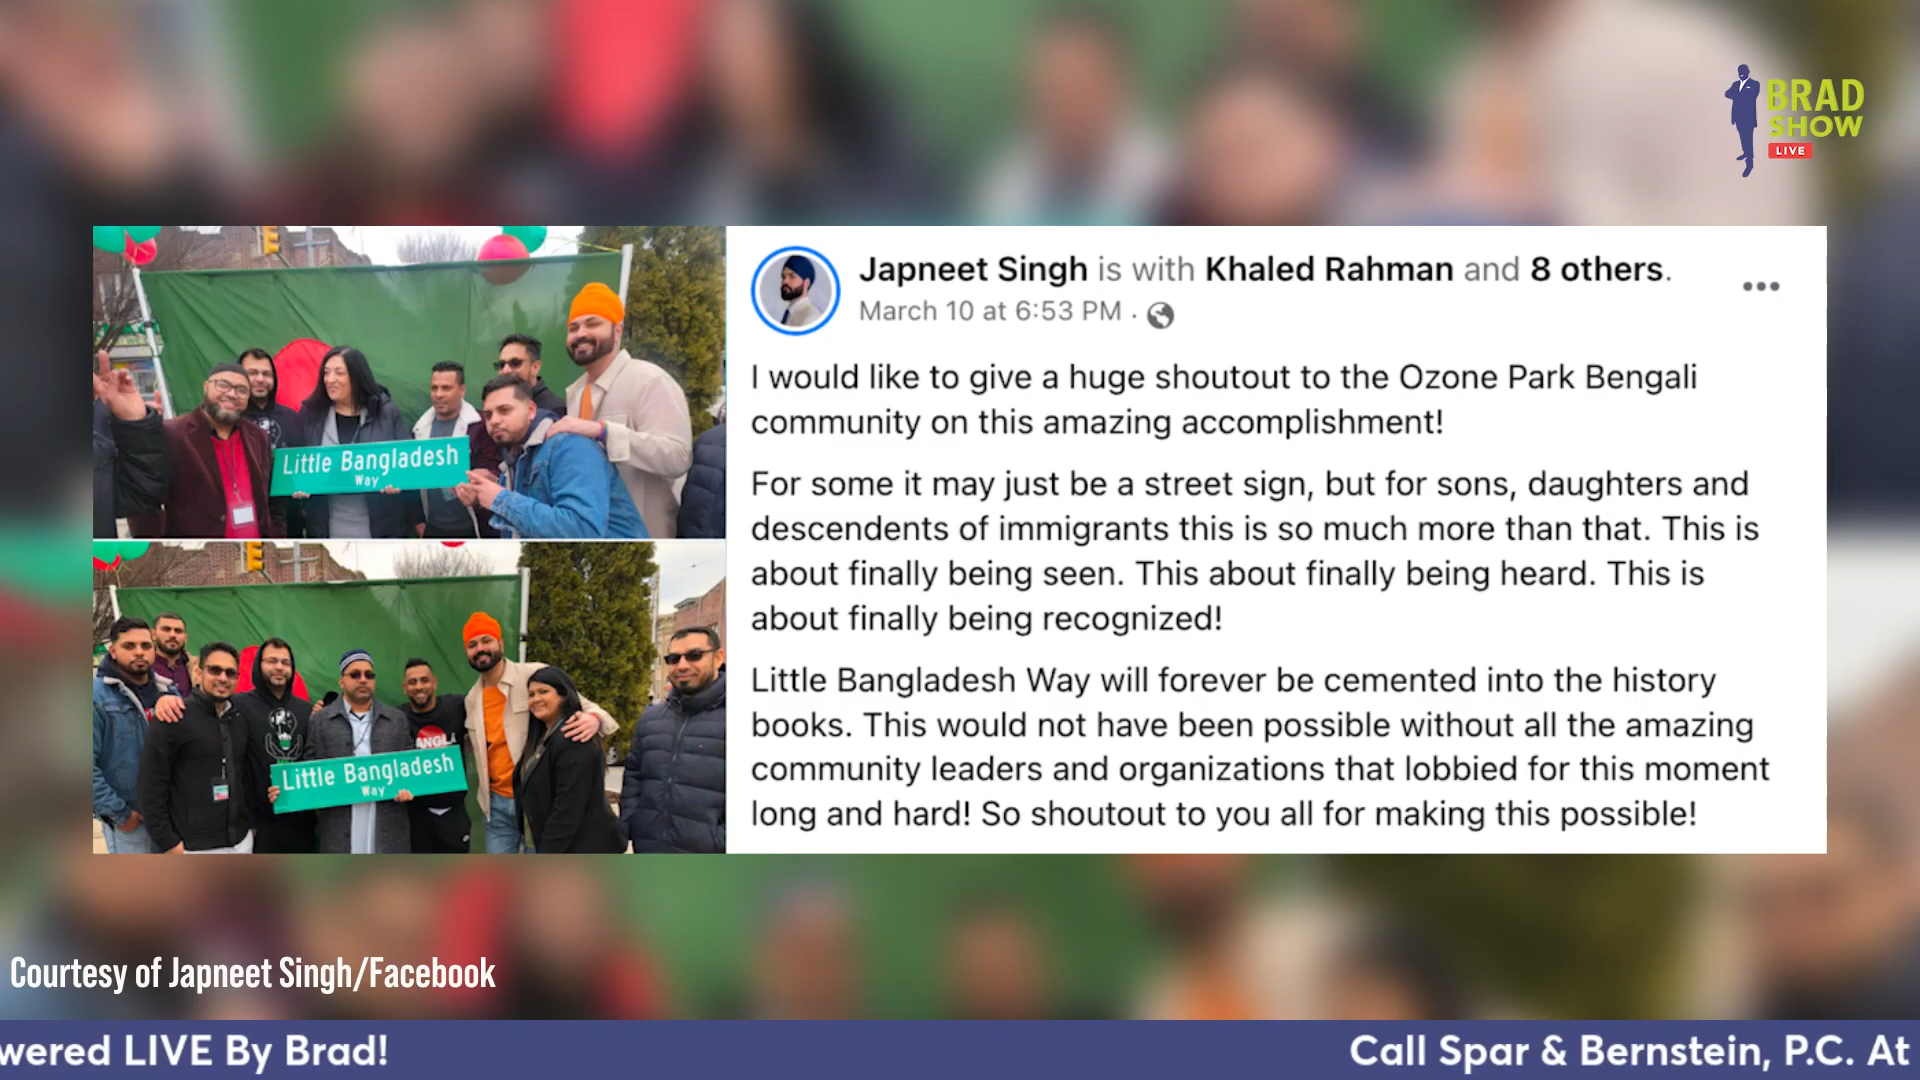 BRAD
SHOW
LIVE
Little Bangladesh
Way
ANGLA
Little Bangladesh
Way
Japneet Singh is with Khaled Rahman and 8 others.
March 10 at 6:53 PM ·
I would like to give a huge shoutout to the Ozone Park Bengali
community on this amazing accomplishment!
For some it may just be a street sign, but for sons, daughters and
descendents of immigrants this is so much more than that. This is
about finally being seen. This about finally being heard. This is
about finally being recognized!
Little Bangladesh Way will forever be cemented into the history
books. This would not have been possible without all the amazing
community leaders and organizations that lobbied for this moment
long and hard! So shoutout to you all for making this possible!
Courtesy of Japneet Singh/Facebook
wered LIVE By Brad!
Call Spar & Bernstein, P.C. At